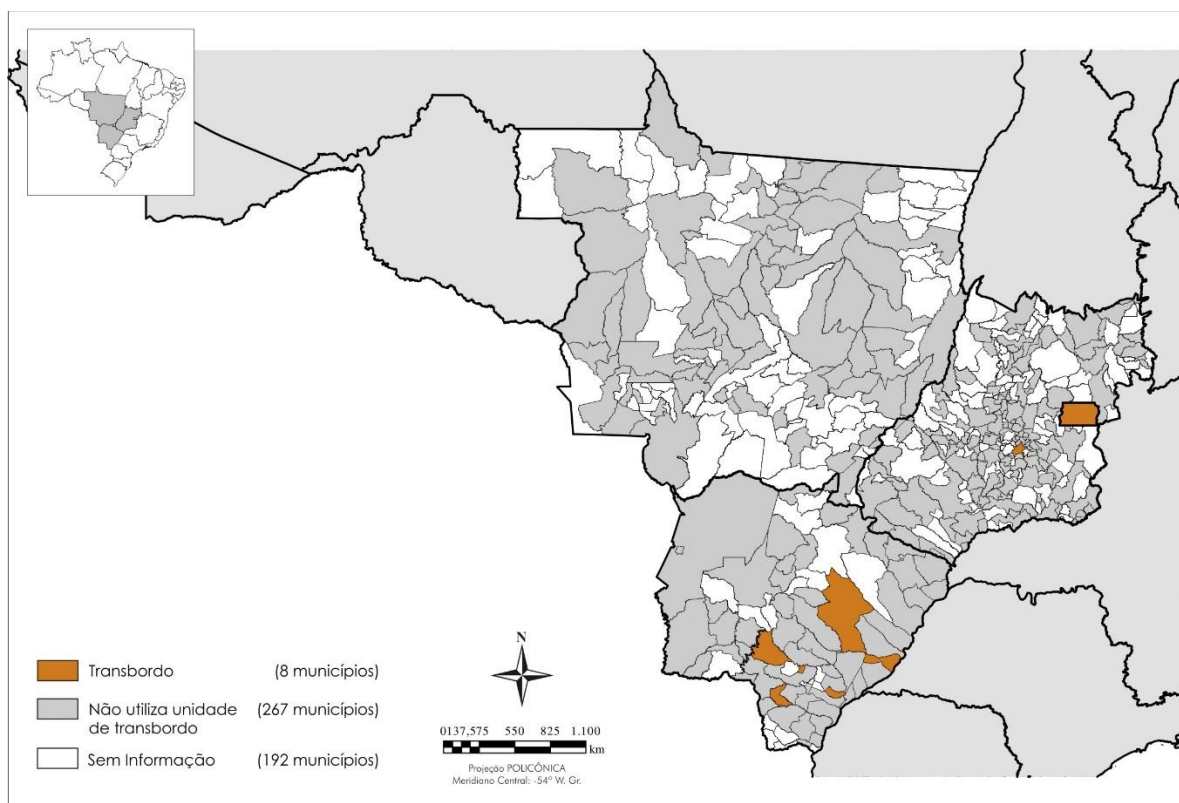 N
Transbordo (8 municípios)
Não utiliza unidade (267 municípios)
de transbordo
Sem Informação (192 municípios)
0137,575 550 825 1.100
km
Projeção POLICÔNICA
Meridiano Central: -54° W. Gr.